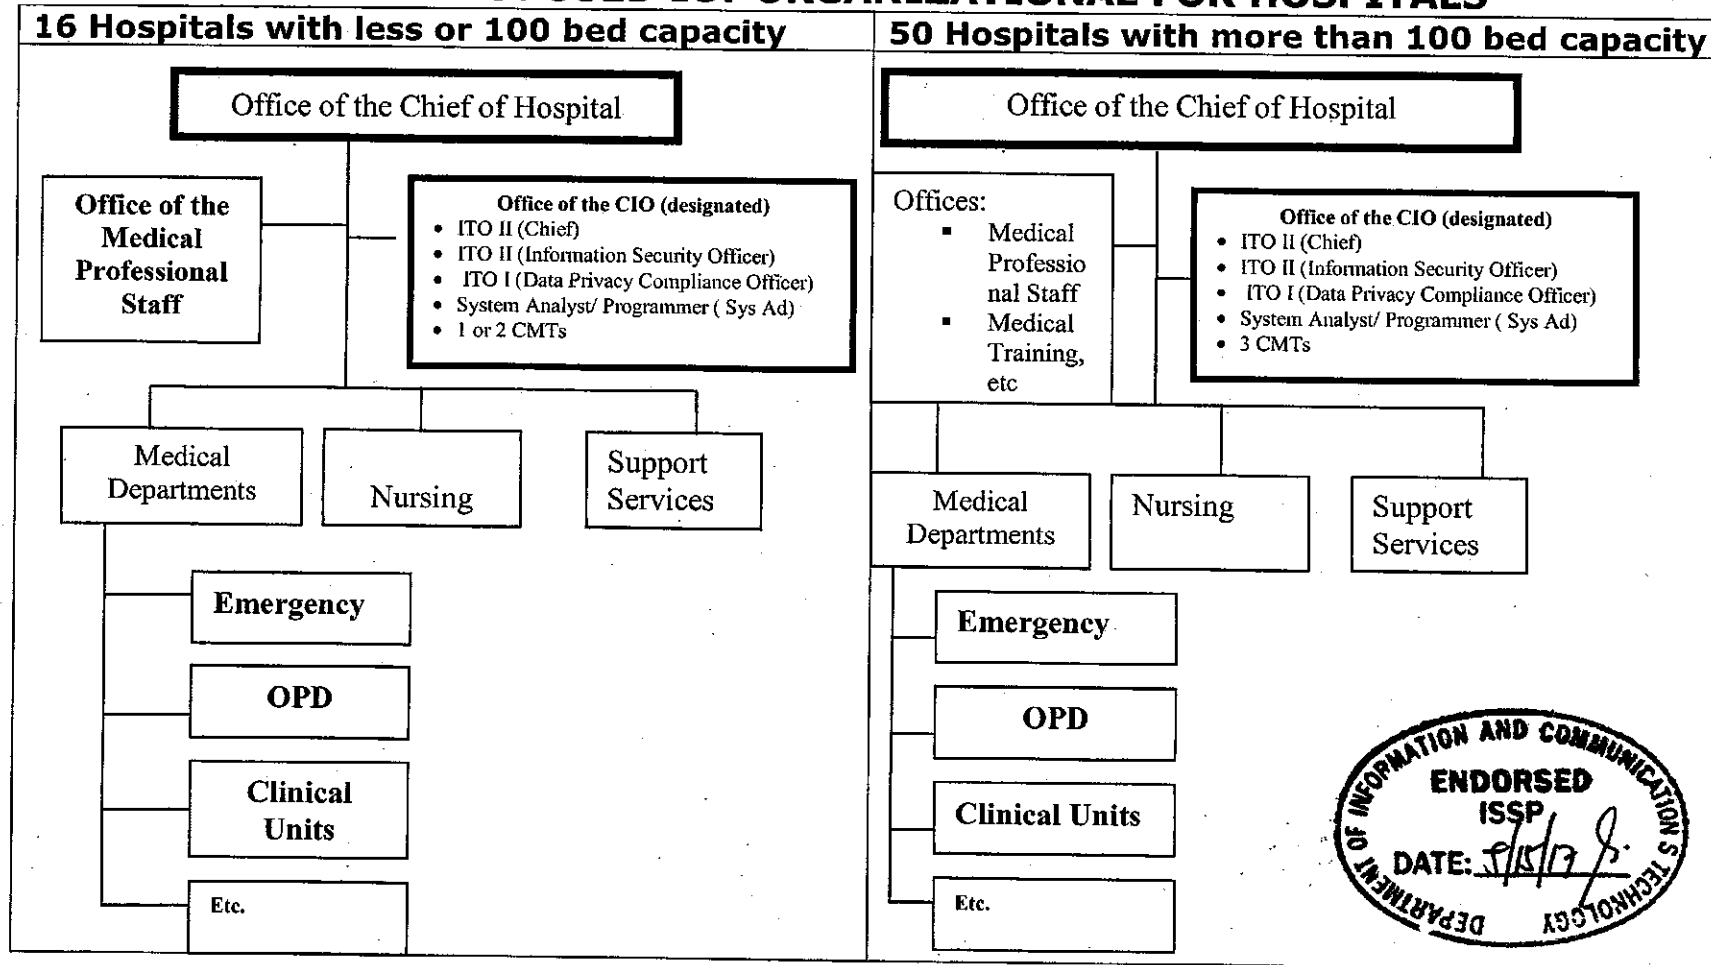 ORGANIZATIONAL FOR HOSPITALS
16 Hospitals with less or 100 bed capacity
Office of the Chief of Hospital
Office of the
Medical
Professional
Staff
Office of the CIO (designated)
• ITO II (Chief)
• ITO II (Information Security Officer)
• ITO I (Data Privacy Compliance Officer)
• System Analyst/ Programmer ( Sys Ad)
• 1 or 2 CMTs
Medical
Departments
Nursing
Support
Services
Emergency
OPD
Clinical
Units
Etc.
50 Hospitals with more than 100 bed capacity
Office of the Chief of Hospital
Offices:
▪ Medical
Professio
nal Staff
▪ Medical
Training,
etc
Office of the CIO (designated)
• ITO II (Chief)
• ITO II (Information Security Officer)
• ITO I (Data Privacy Compliance Officer)
• System Analyst/ Programmer ( Sys Ad)
• 3 CMTs
Medical
Departments
Nursing
Support
Services
Emergency
OPD
Clinical Units
Etc.
DEPARTMENT OF INFORMATION AND COMMUNICATIONS TECHNOLOGY
ENDORSED
ISSP
DATE: